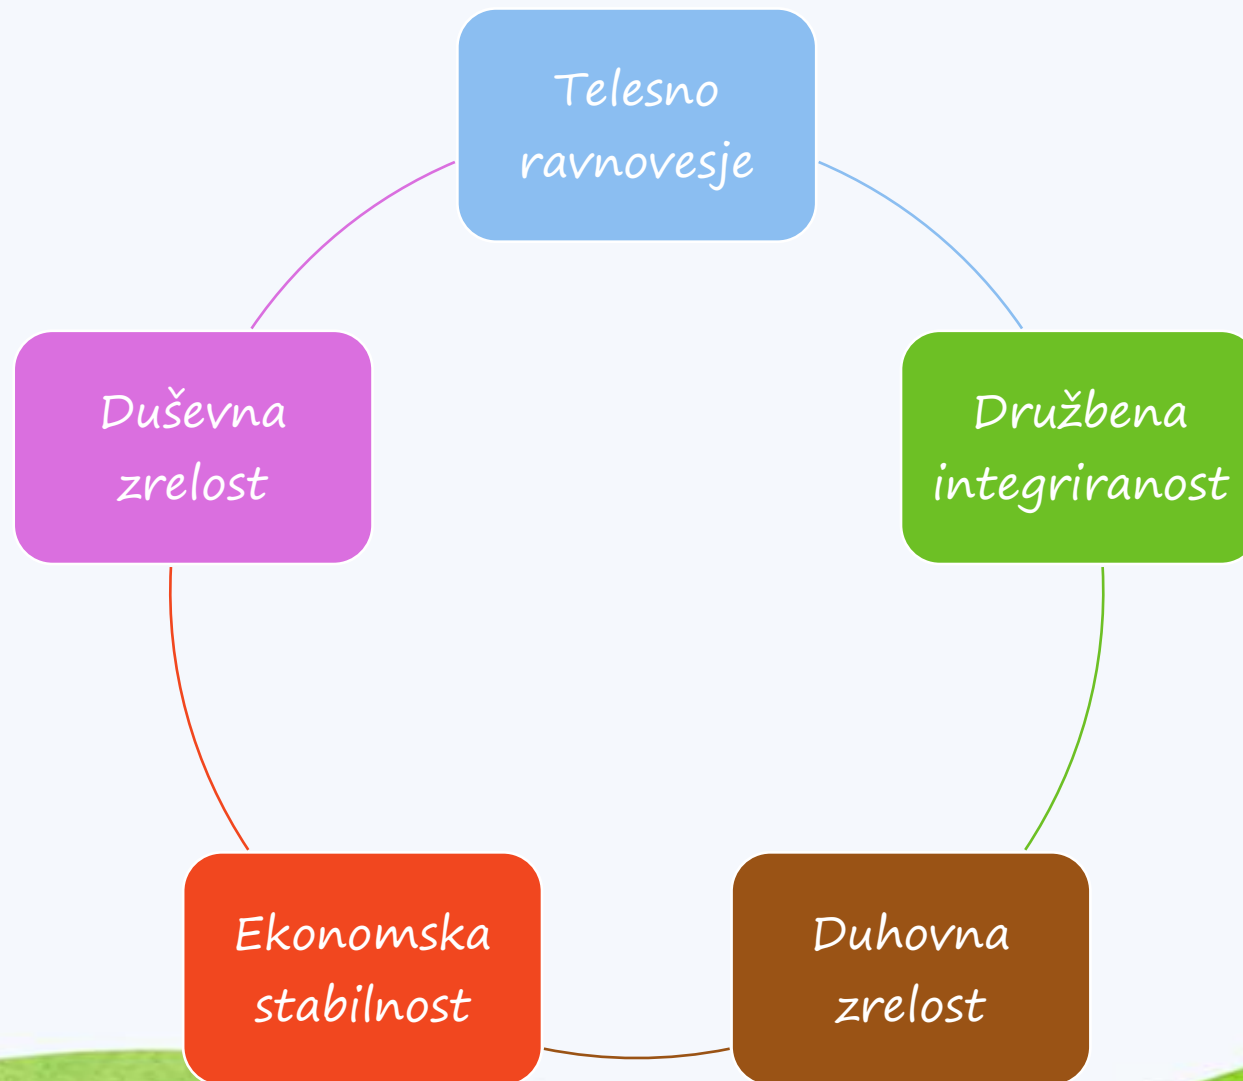 Telesno
ravnovesje
Duševna
zrelost
Družbena
integriranost
Ekonomska
stabilnost
Duhovna
zrelost